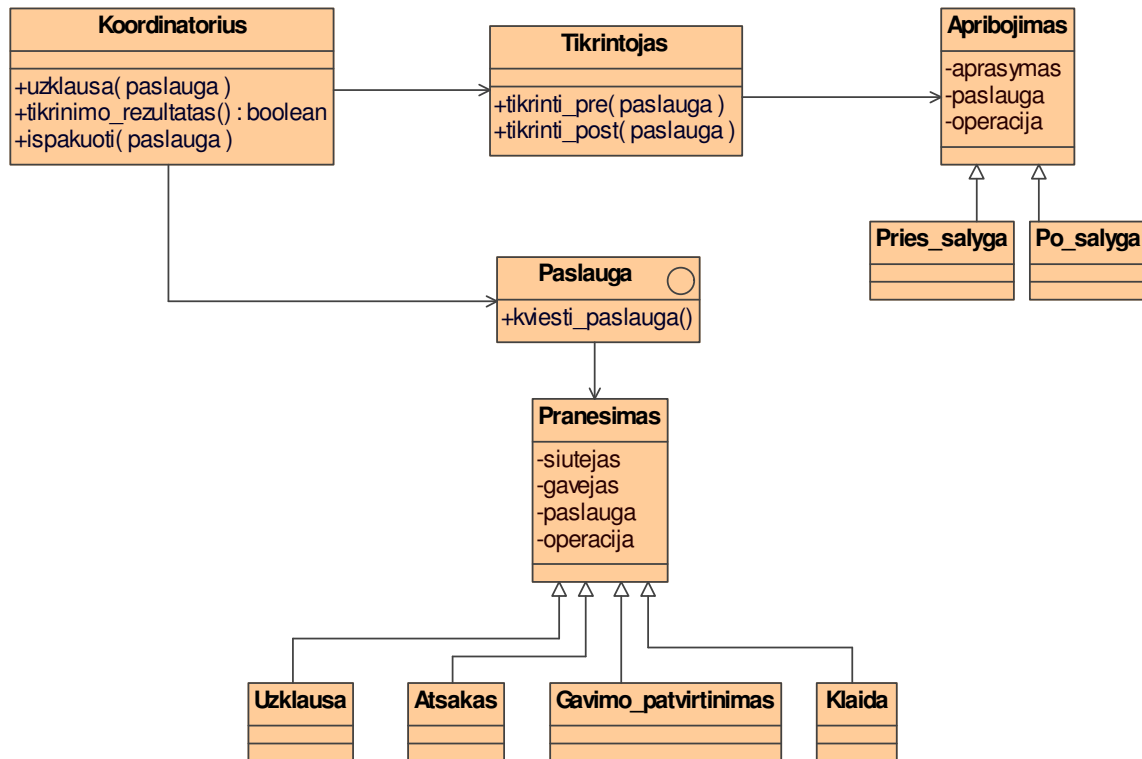 Koordinatorius
+uzklausa( paslauga )
+tikrinimo_rezultatas() : boolean
+ispakuoti( paslauga )
Tikrintojas
+tikrinti_pre( paslauga )
+tikrinti_post( paslauga )
Apribojimas
-aprasymas
-paslauga
-operacija
Pries_salyga
Po_salyga
Paslauga
+kviesti_paslauga()
Pranesimas
-siutejas
-gavejas
-paslauga
-operacija
Uzklausa
Atsakas
Gavimo_patvirtinimas
Klaida